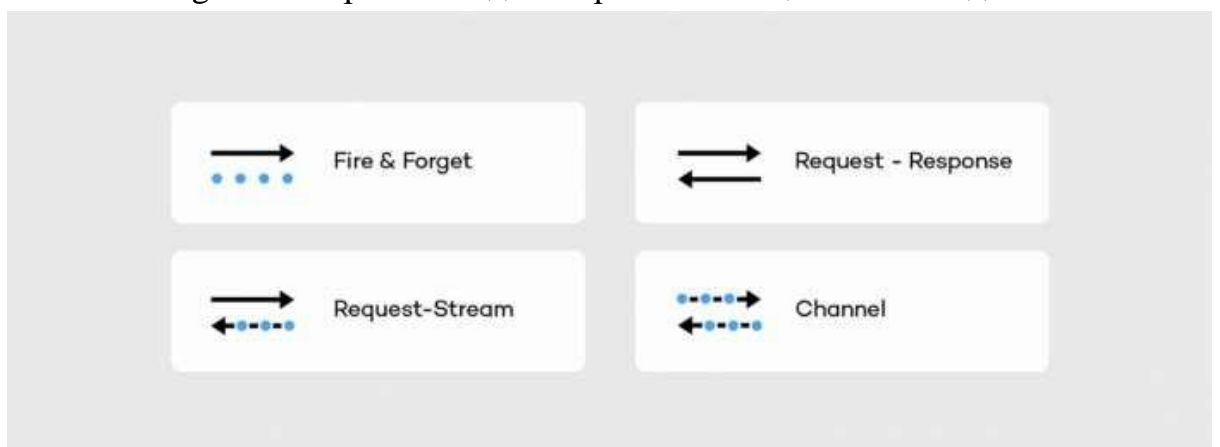 Fire & Forget
Request - Response
Request-Stream
Channel